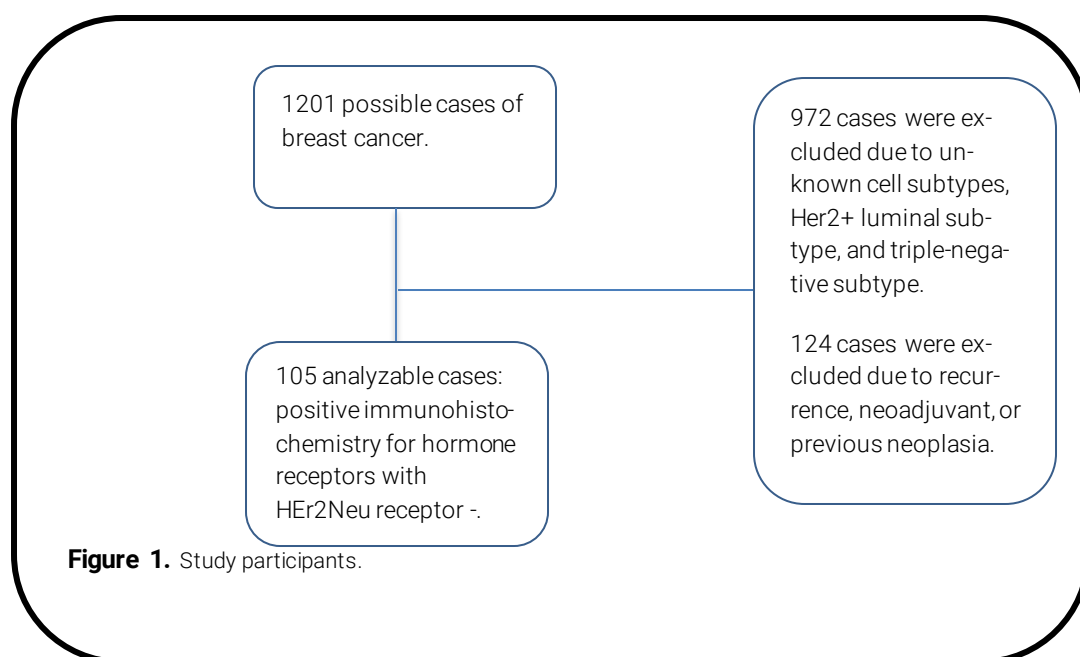 1201 possible cases of
breast cancer.
972 cases were ex-
cluded due to un-
known cell subtypes,
Her2+ luminal sub-
type, and triple-nega-
tive subtype.
124 cases were ex-
cluded due to recur-
rence, neoadjuvant, or
previous neoplasia.
105 analyzable cases:
positive immunohisto-
chemistry for hormone
receptors with
HEr2Neu receptor -.
Figure 1. Study participants.